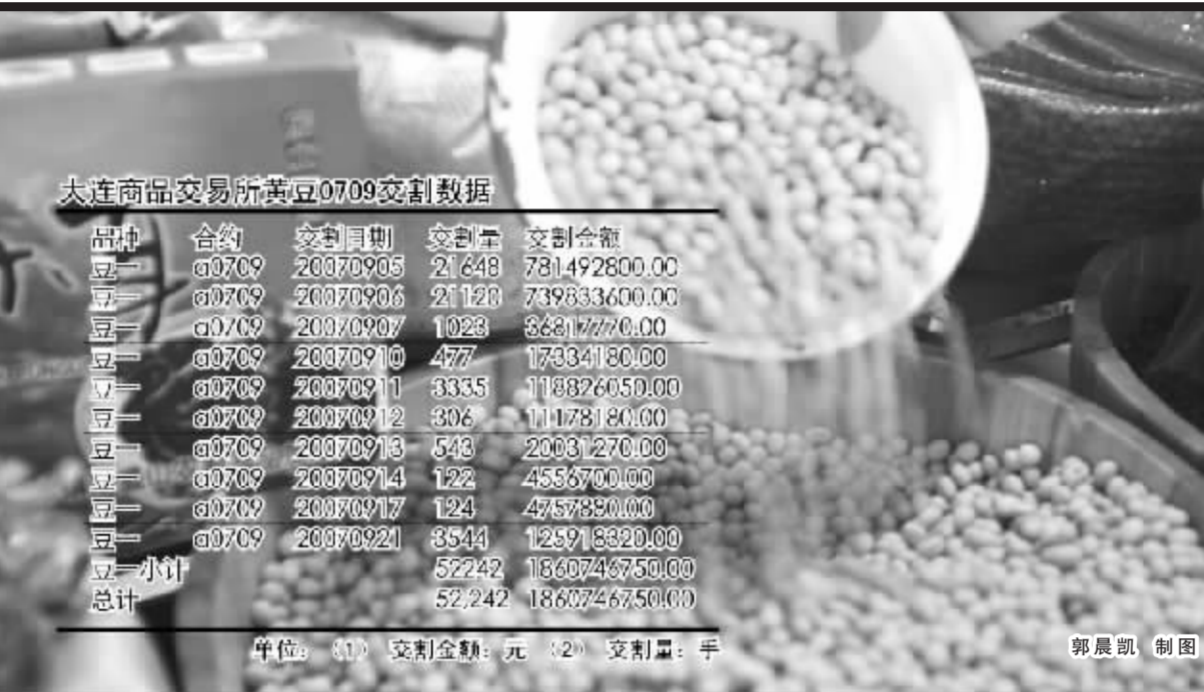 大连商品交易所黄豆0709交割数据
品种 合约 交割日期 交割量 交割金额
豆一 a0709 20070905 21648 781492800.00
豆一 a0709 20070906 21120 739833600.00
豆一 a0709 20070907 1023 36817770.00
豆一 a0709 20070910 477 17334180.00
豆一 a0709 20070911 3335 118826050.00
豆一 a0709 20070912 306 11178180.00
豆一 a0709 20070913 543 20031270.00
豆一 a0709 20070914 122 4556700.00
豆一 a0709 20070917 124 4757880.00
豆一 a0709 20070921 3544 125918320.00
豆一小计 52242 1860746750.00
总计 52,242 1860746750.00
单位：（1） 交割金额：元 （2） 交割量：手
郭晨凯 制图